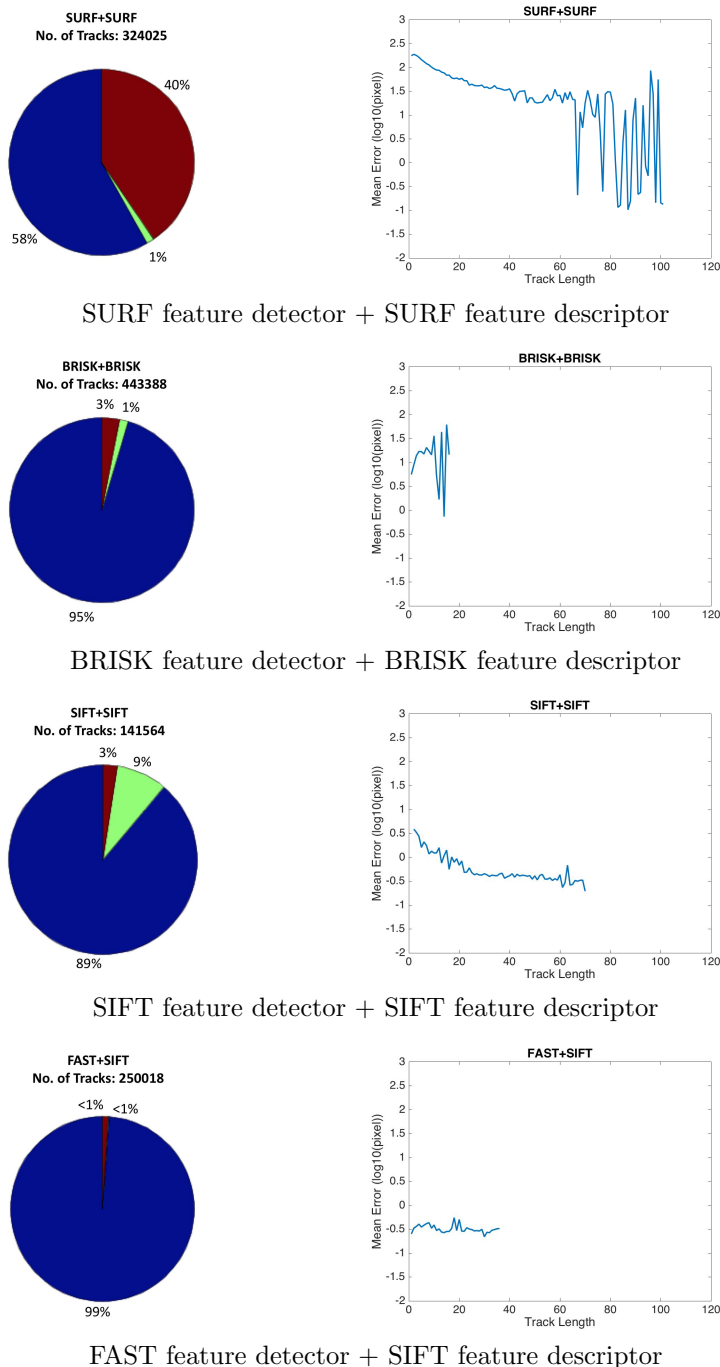 SURF+SURF
No. of Tracks: 324025
40%
58%
1%
SURF+SURF
Mean Error (log10(pixel))
3
2.5
2
1.5
1
0.5
0
-0.5
-1
-1.5
-2
0 20 40 60 80 100 120
Track Length
SURF feature detector + SURF feature descriptor
BRISK+BRISK
No. of Tracks: 443388
3% 1%
95%
BRISK+BRISK
Mean Error (log10(pixel))
3
2.5
2
1.5
1
0.5
0
-0.5
-1
-1.5
-2
0 20 40 60 80 100 120
Track Length
BRISK feature detector + BRISK feature descriptor
SIFT+SIFT
No. of Tracks: 141564
3% 9%
89%
SIFT+SIFT
Mean Error (log10(pixel))
3
2.5
2
1.5
1
0.5
0
-0.5
-1
-1.5
-2
0 20 40 60 80 100 120
Track Length
SIFT feature detector + SIFT feature descriptor
FAST+SIFT
No. of Tracks: 250018
<1% <1%
99%
FAST+SIFT
Mean Error (log10(pixel))
3
2.5
2
1.5
1
0.5
0
-0.5
-1
-1.5
-2
0 20 40 60 80 100 120
Track Length
FAST feature detector + SIFT feature descriptor